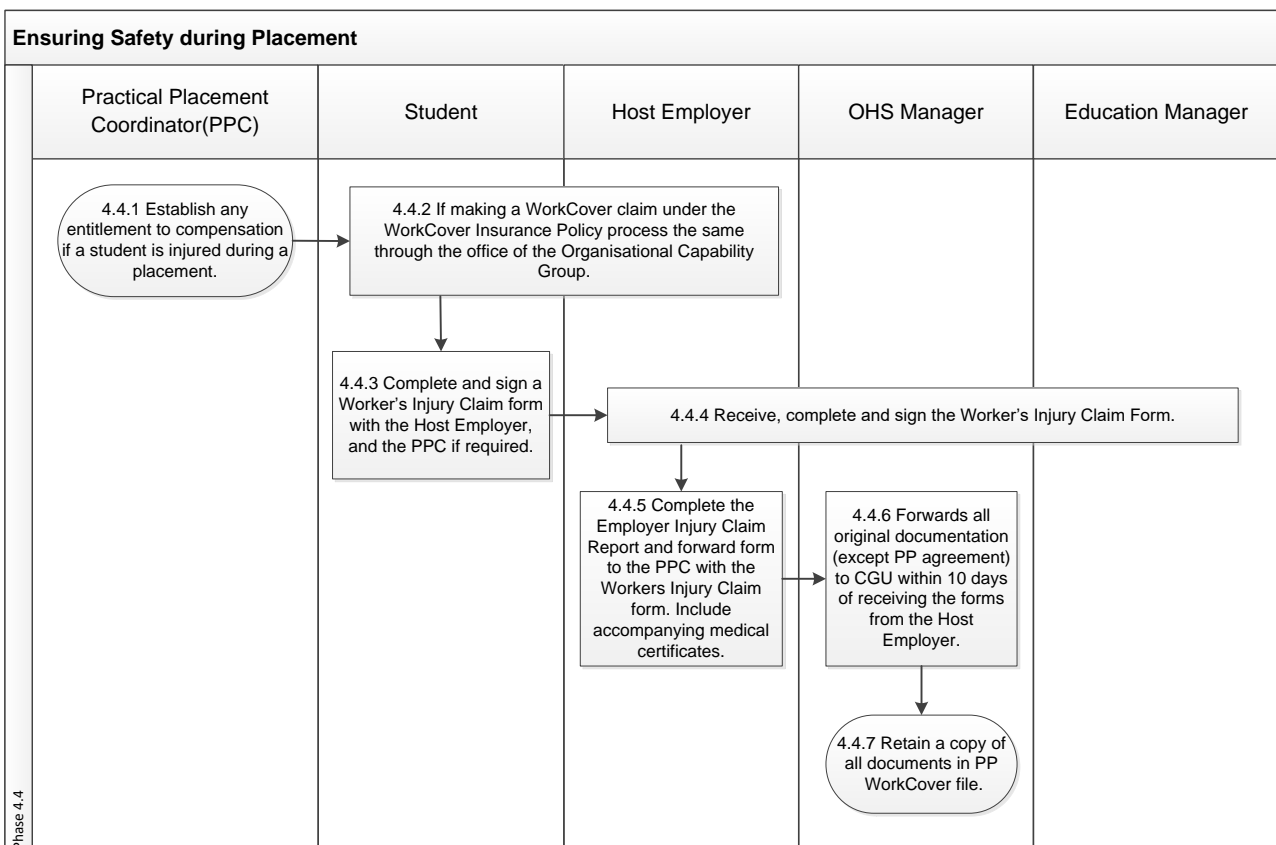 Ensuring Safety during Placement
Practical Placement
Coordinator(PPC)
Student
Host Employer
OHS Manager
Education Manager
4.4.1 Establish any
entitlement to compensation
if a student is injured during a
placement.
4.4.2 If making a WorkCover claim under the
WorkCover Insurance Policy process the same
through the office of the Organisational Capability
Group.
4.4.3 Complete and sign a
Worker's Injury Claim form
with the Host Employer,
and the PPC if required.
4.4.4 Receive, complete and sign the Worker's Injury Claim Form.
4.4.5 Complete the
Employer Injury Claim
Report and forward form
to the PPC with the
Workers Injury Claim
form. Include
accompanying medical
certificates.
4.4.6 Forwards all
original documentation
(except PP agreement)
to CGU within 10 days
of receiving the forms
from the Host
Employer.
4.4.7 Retain a copy of
all documents in PP
WorkCover file.
Phase 4.4